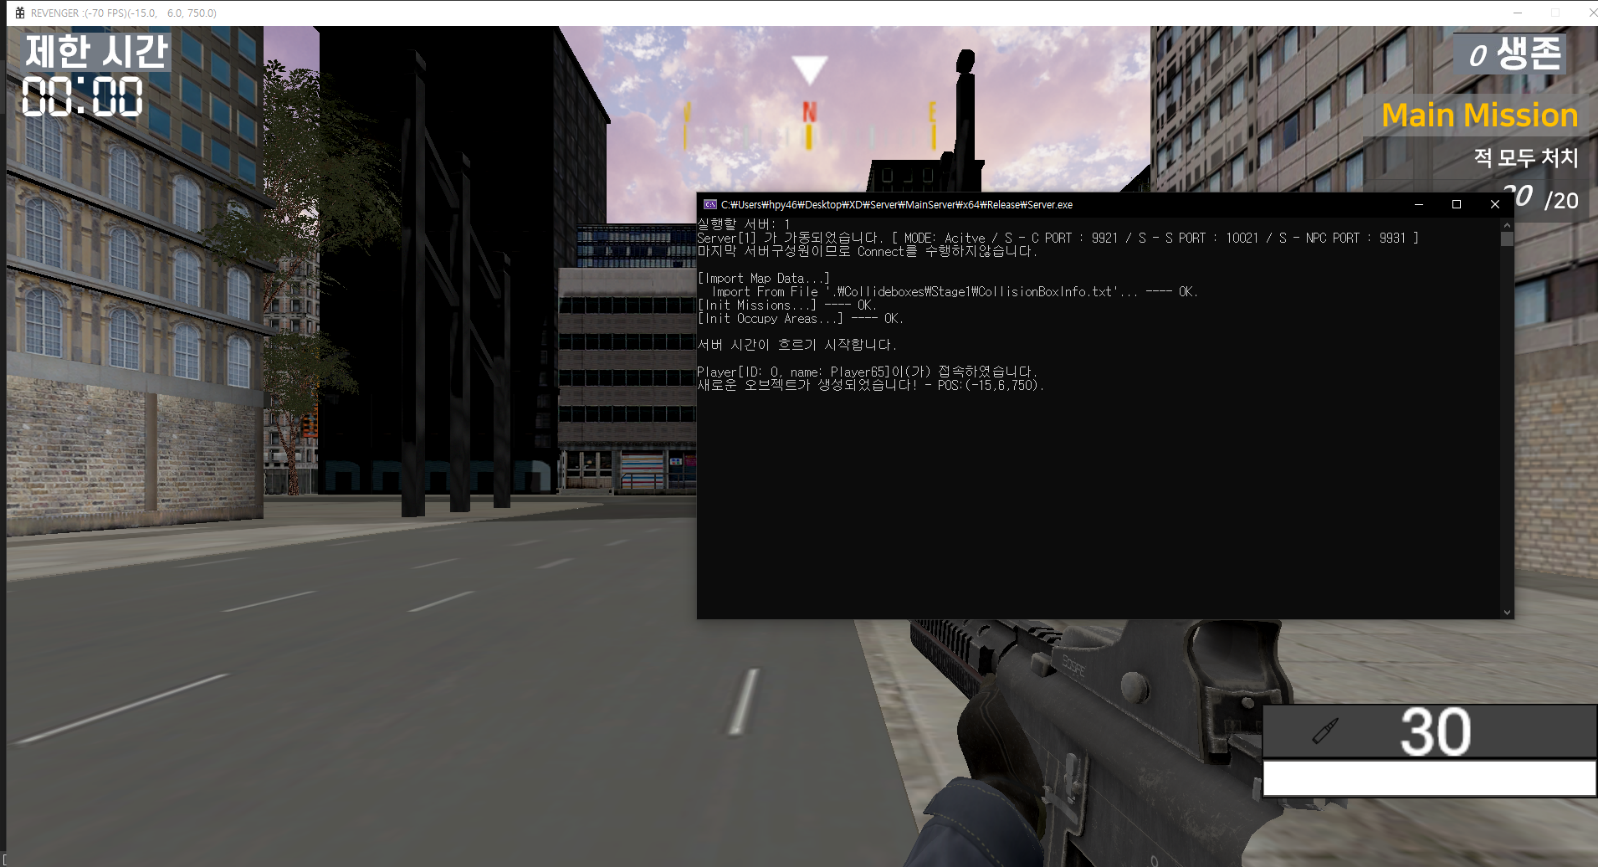 REVENGER :(-70 FPS)(-15.0, 6.0, 750.0)
제한 시간
00:00
N
E
0 생존
Main Mission
적 모두 처치
/20
C:\Users\hpy46\Desktop\XD\Server\MainServer\x64\Release\Server.exe
실행할 서버: 1
Server[1] 가 가동되었습니다. [ MODE: Acitve / S - C PORT : 9921 / S - S PORT : 10021 / S - NPC PORT : 9931 ]
마지막 서버구성원이므로 Connect를 수행하지않습니다.
[Import Map Data...]
Import From File '.\Collideboxes\Stage1\CollisionBoxInfo.txt'... ---- OK.
[Init Missions...] ---- OK.
[Init Occupy Areas...] ---- OK.
서버 시간이 흐르기 시작합니다.
Player[ID: 0, name: Player65]이(가) 접속하였습니다.
새로운 오브젝트가 생성되었습니다! - POS:(-15,6,750).
30